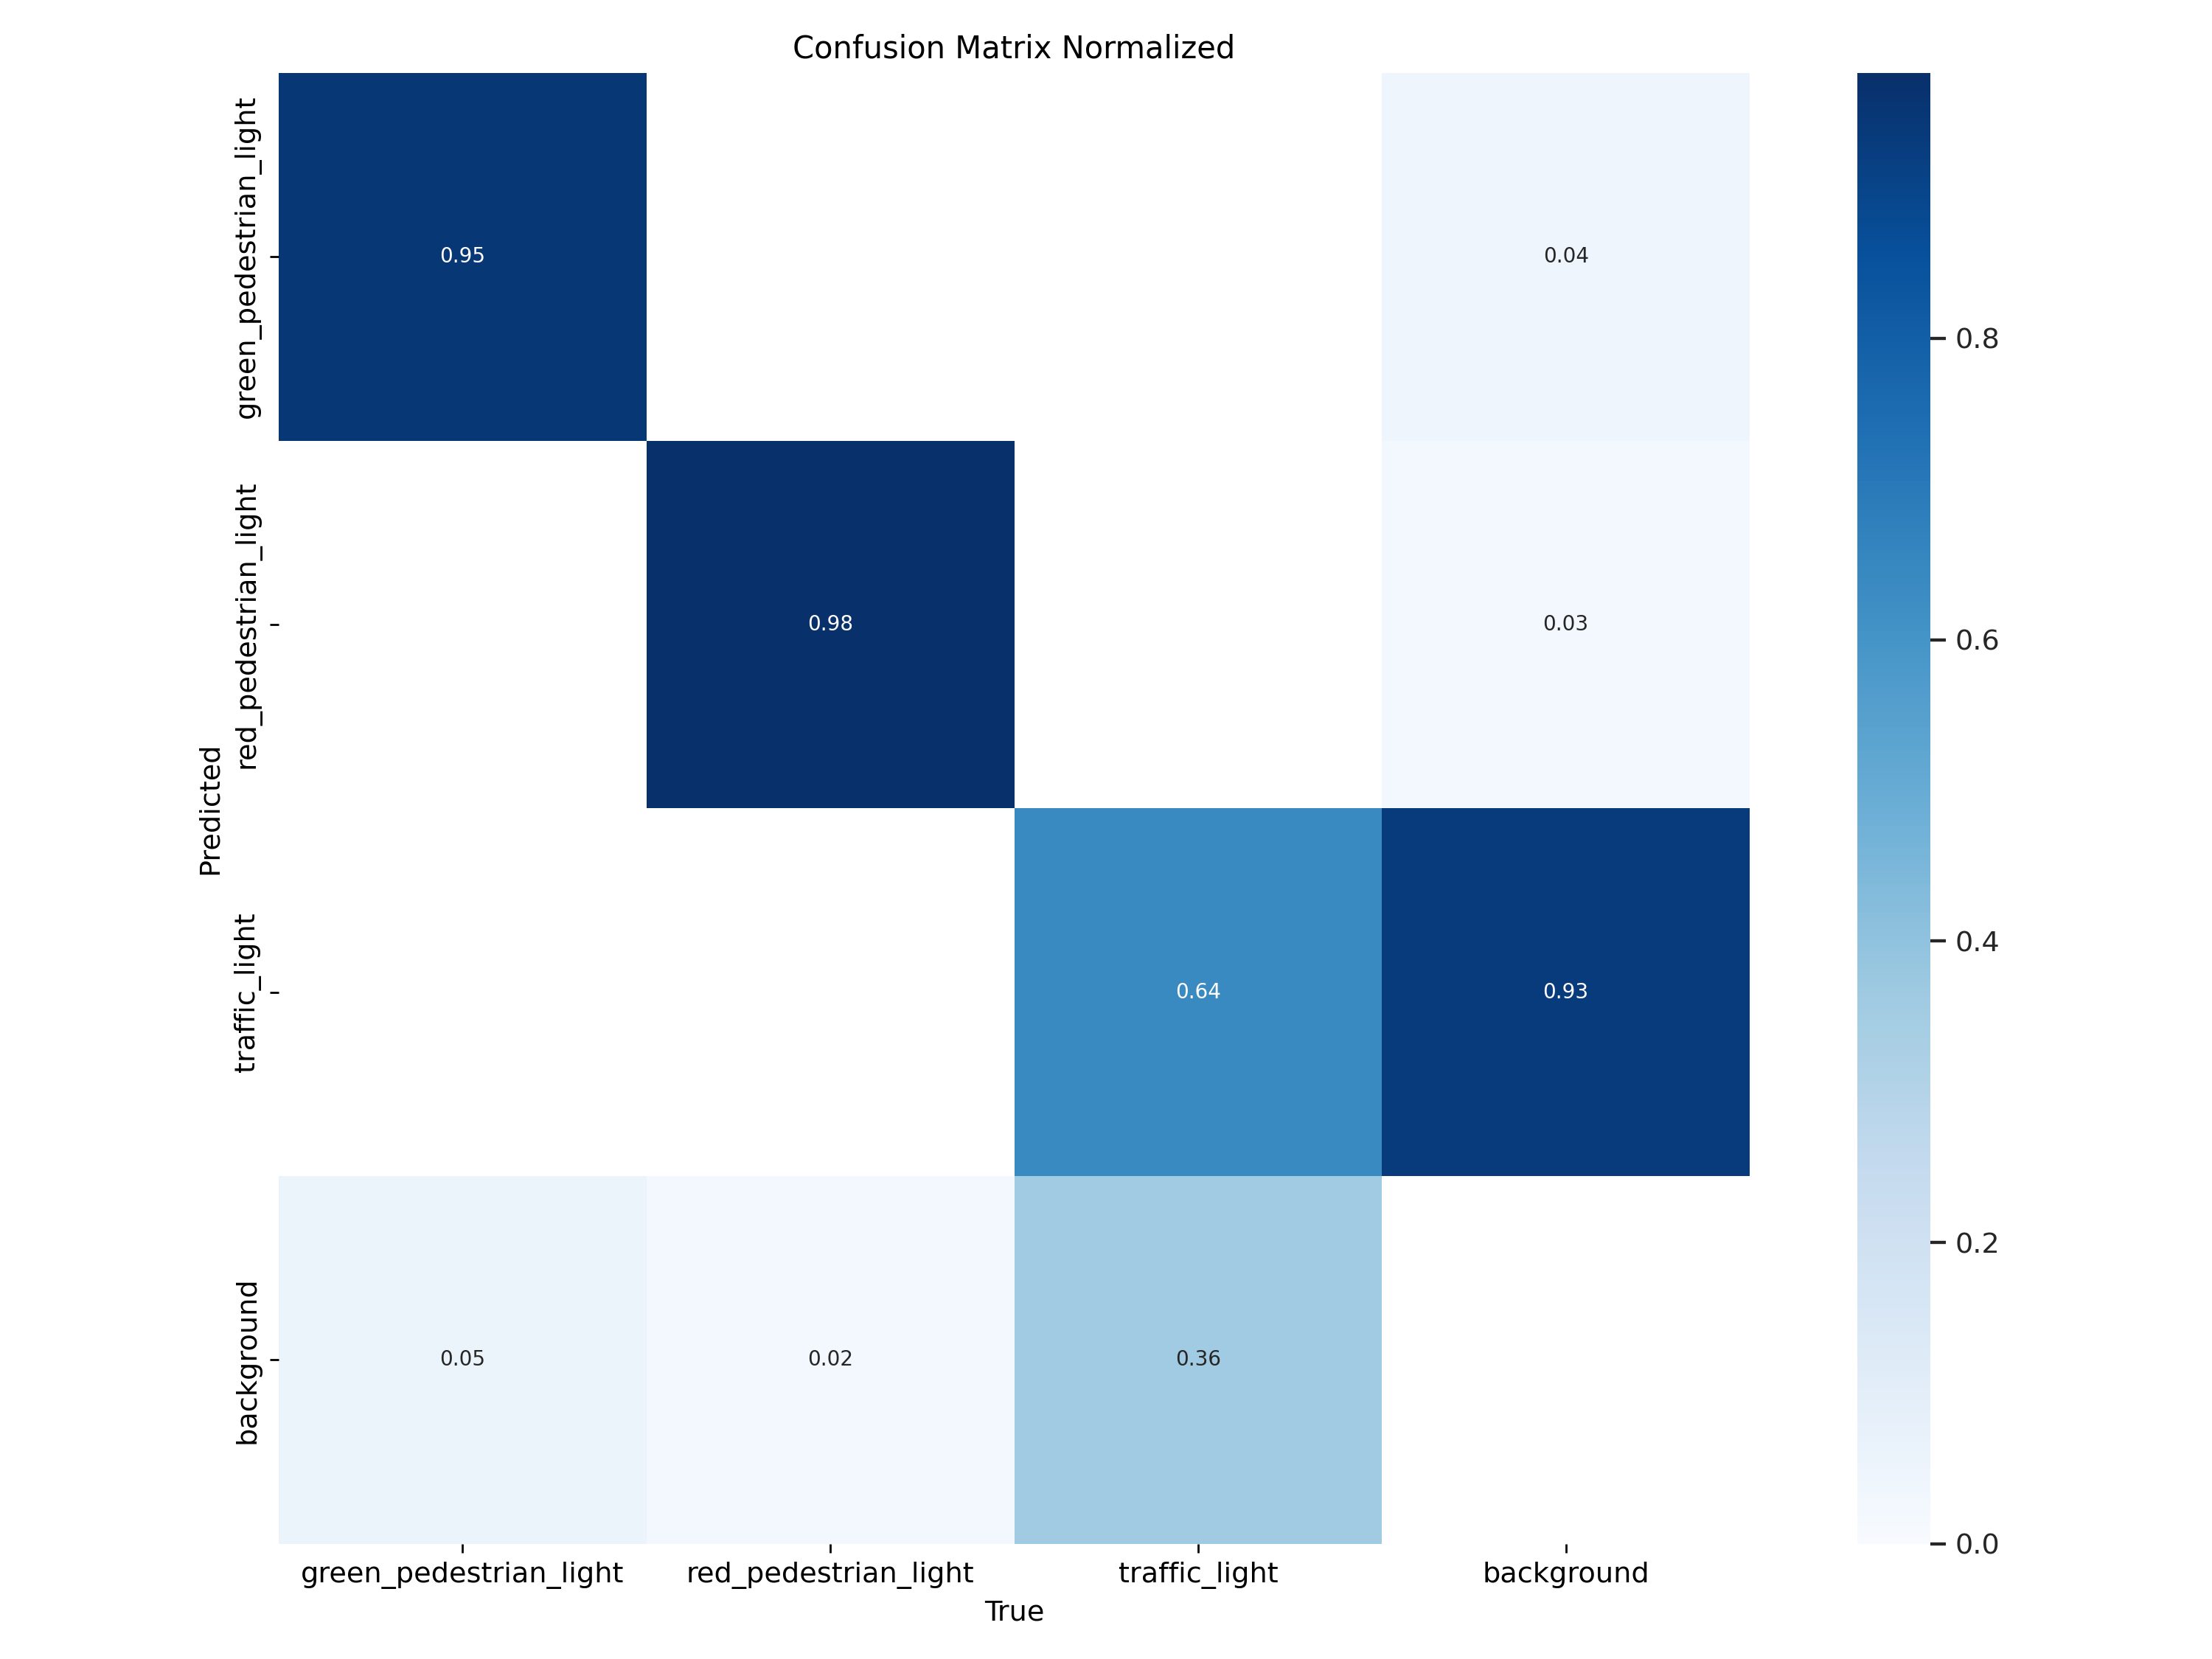 Confusion Matrix Normalized
Predicted
green_pedestrian_light
0.95
0.04
red_pedestrian_light
0.98
0.03
traffic_light
0.64
0.93
background
0.05
0.02
0.36
green_pedestrian_light
red_pedestrian_light
traffic_light
background
True
0.8
0.6
0.4
0.2
0.0